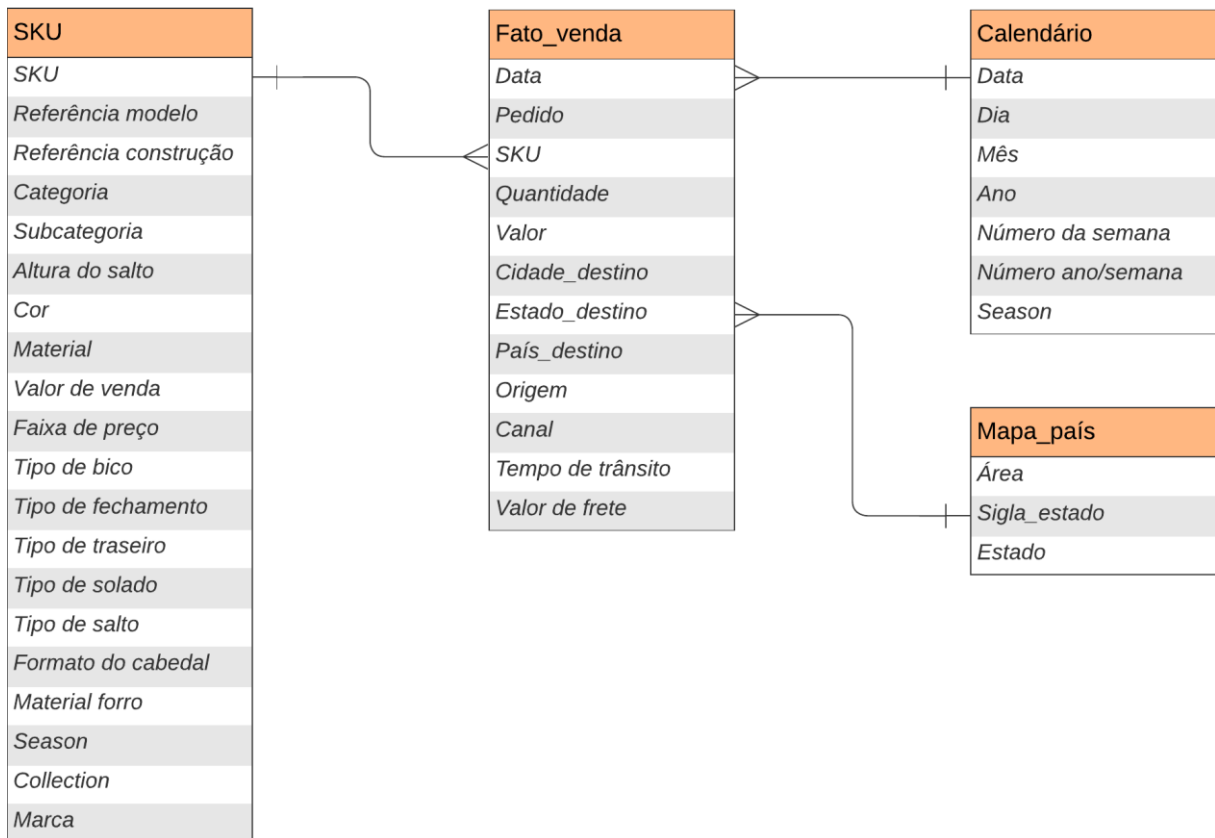 SKU
SKU
Referência modelo
Referência construção
Categoria
Subcategoria
Altura do salto
Cor
Material
Valor de venda
Faixa de preço
Tipo de bico
Tipo de fechamento
Tipo de traseiro
Tipo de solado
Tipo de salto
Formato do cabedal
Material forro
Season
Collection
Marca
Fato_venda
Data
Pedido
SKU
Quantidade
Valor
Cidade_destino
Estado_destino
País_destino
Origem
Canal
Tempo de trânsito
Valor de frete
Calendário
Data
Dia
Mês
Ano
Número da semana
Número ano/semana
Season
Mapa_país
Área
Sigla_estado
Estado